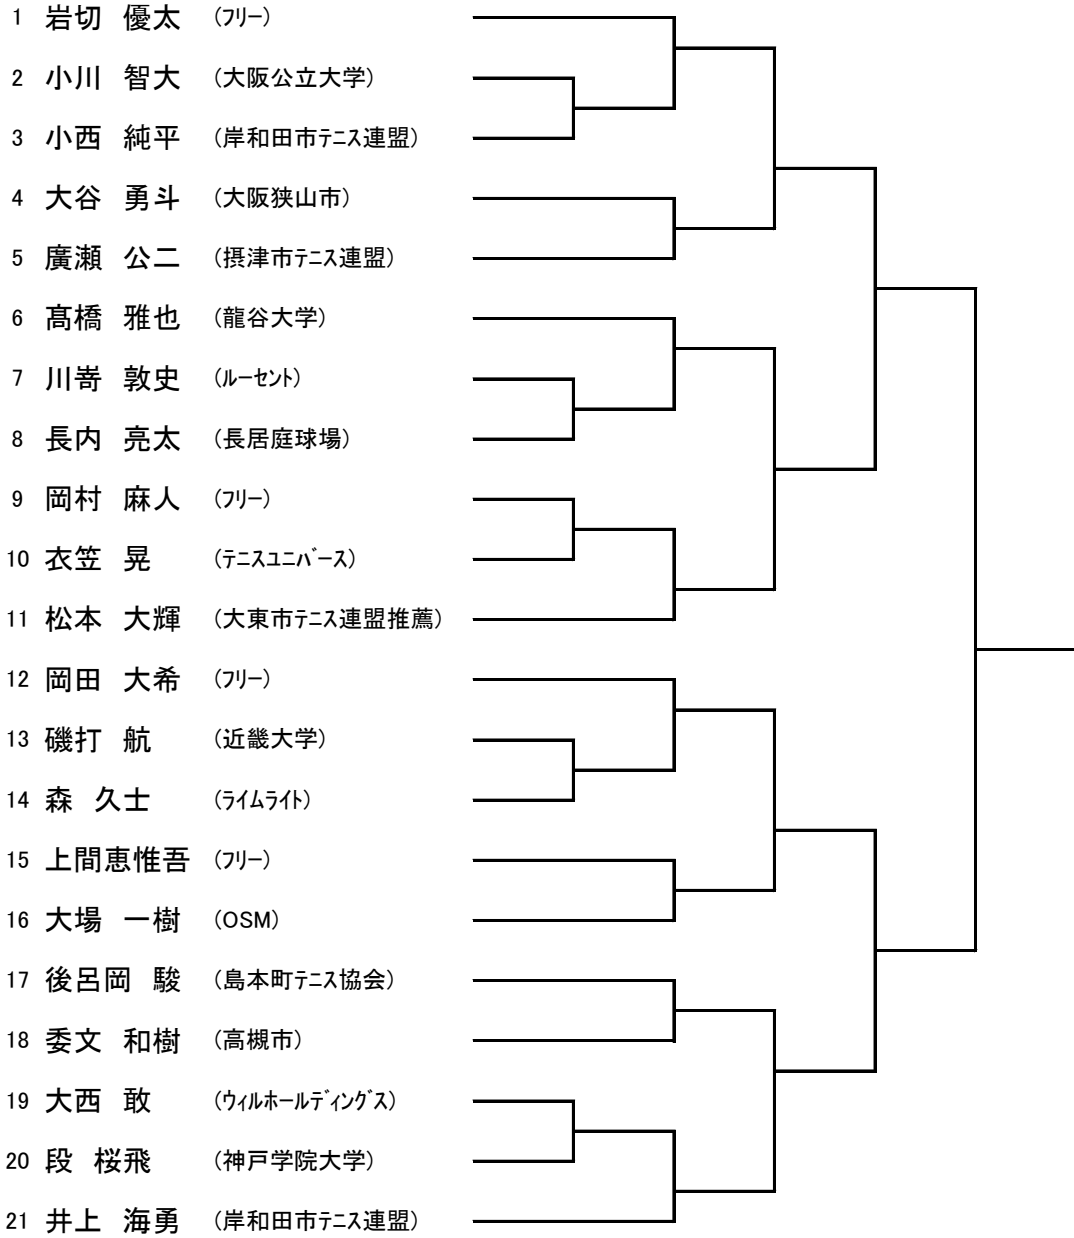 1 岩切 優太 (フリー)
2 小川 智大 (大阪公立大学)
3 小西 純平 (岸和田市テニス連盟)
4 大谷 勇斗 (大阪狭山市)
5 廣瀬 公二 (摂津市テニス連盟)
6 髙橋 雅也 (龍谷大学)
7 川嵜 敦史 (ルーセント)
8 長内 亮太 (長居庭球場)
9 岡村 麻人 (フリー)
10 衣笠 晃 (テニスユニバース)
11 松本 大輝 (大東市テニス連盟推薦)
12 岡田 大希 (フリー)
13 磯打 航 (近畿大学)
14 森 久士 (ライムライト)
15 上間恵惟吾 (フリー)
16 大場 一樹 (OSM)
17 後呂岡 駿 (島本町テニス協会)
18 委文 和樹 (高槻市)
19 大西 敢 (ウィルホールディングス)
20 段 桜飛 (神戸学院大学)
21 井上 海勇 (岸和田市テニス連盟)